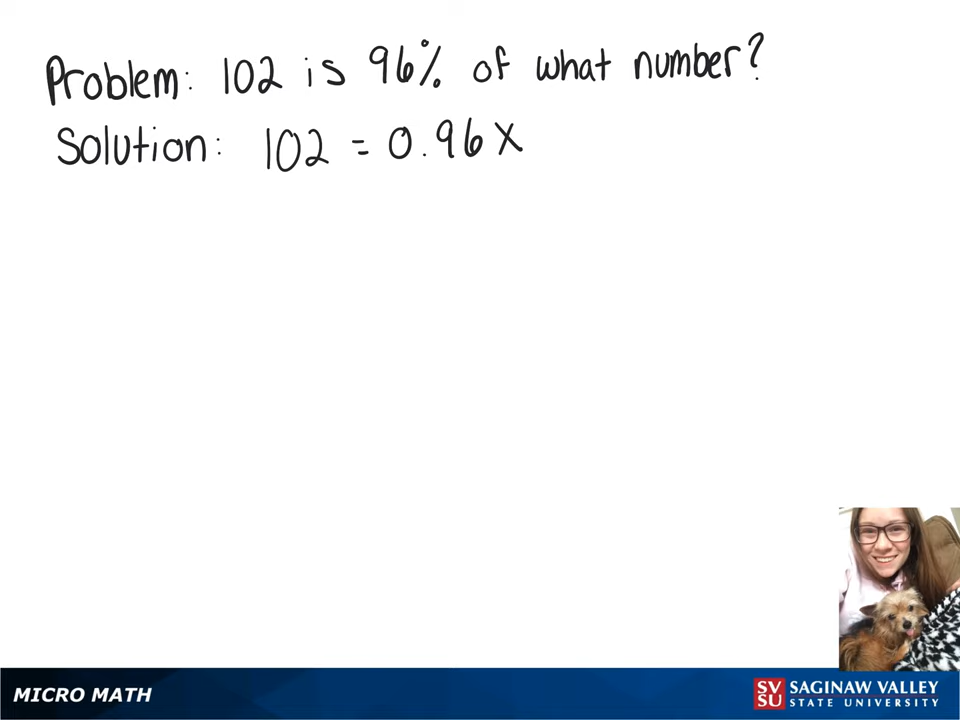 Problem: 102 is 96% of what number?
Solution: 102 = 0.96x
MICRO MATH
SV SU SAGINAW VALLEY
STATE UNIVERSITY